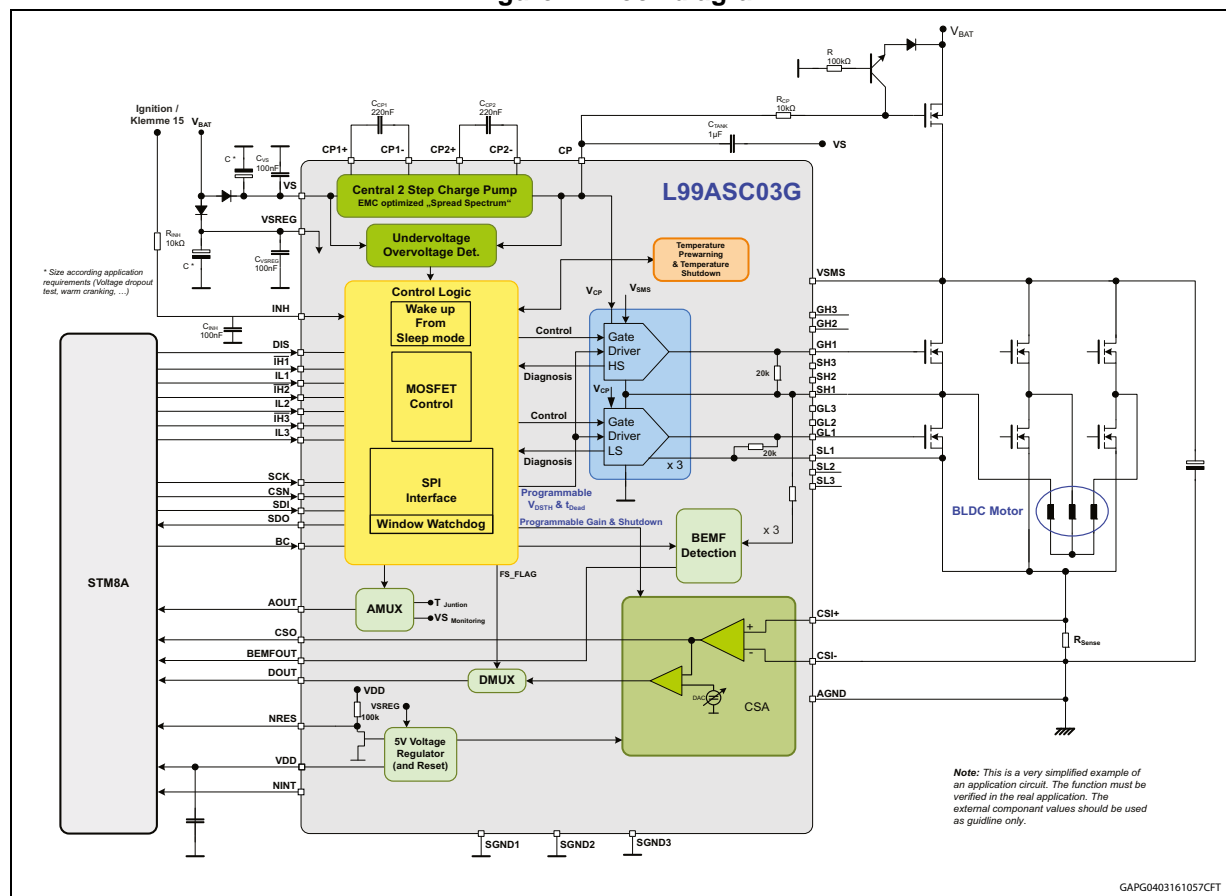 V BAT
R
100kΩ
RCP
10kΩ
CCP1
220nF
CCP2
220nF
CTANK
1µF
VS
Ignition /
Klemme 15
VBAT
C *
CVS
100nF
CP1+
CP1-
CP2+
CP2-
CP
VS
Central 2 Step Charge Pump
EMC optimized „Spread Spectrum“
L99ASC03G
VSREG
RINH
10kΩ
Undervoltage
Overvoltage Det.
Temperature
Prewarning
& Temperature
Shutdown
C *
CVSREG
100nF
* Size according application
requirements (Voltage dropout
test, warm cranking, …)
VSMS
Control Logic
VCP
VSMS
INH
CINH
100nF
Wake up
From
Sleep mode
GH3
GH2
Control
Gate
Driver
HS
GH1
DIS
IH1
IL1
IH2
IL2
IH3
IL3
Diagnosis
20k
SH3
SH2
SH1
MOSFET
Control
VCP
GL3
GL2
GL1
Control
Gate
Driver
LS
Diagnosis
x 3
20k
SL1
SL2
SL3
SCK
CSN
SDI
SDO
BC
SPI
Interface
Window Watchdog
Programmable
VDSTH & tDead
Programmable Gain & Shutdown
x 3
BEMF
Detection
BLDC Motor
STM8A
FS_FLAG
AOUT
AMUX
T Juntion
VS Monitoring
CSO
BEMFOUT
DOUT
DMUX
+
-
CSI+
CSI-
RSense
DAC
CSA
AGND
VDD
100k
VSREG
NRES
5V Voltage
Regulator
(and Reset)
VDD
NINT
SGND1
SGND2
SGND3
Note: This is a very simplified example of
an application circuit. The function must be
verified in the real application. The
external componant values should be used
as guidline only.
GAPG0403161057CFT